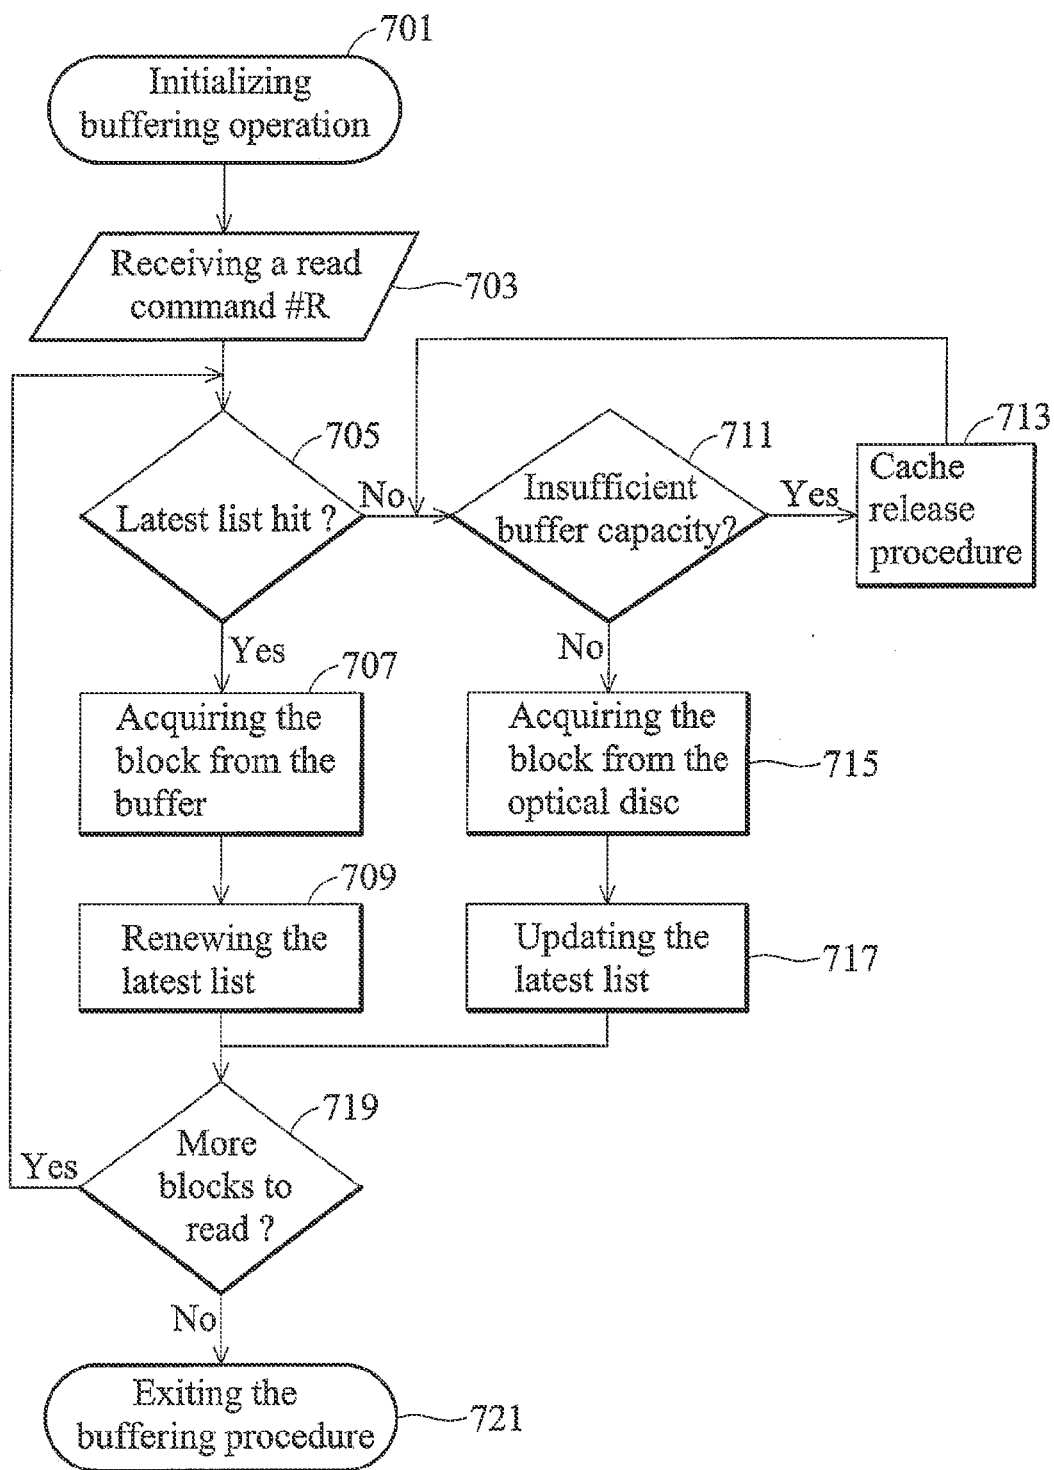 701
Initializing
buffering operation
Receiving a read
command #R
703
705
Latest list hit ?
No
711
Insufficient
buffer capacity?
Yes
713
Cache
release
procedure
Yes
707
Acquiring the
block from the
buffer
No
Acquiring the
block from the
optical disc
715
709
Renewing the
latest list
Updating the
latest list
717
719
More
blocks to
read ?
Yes
No
Exiting the
buffering procedure
721